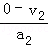 0 - v₂
a₂